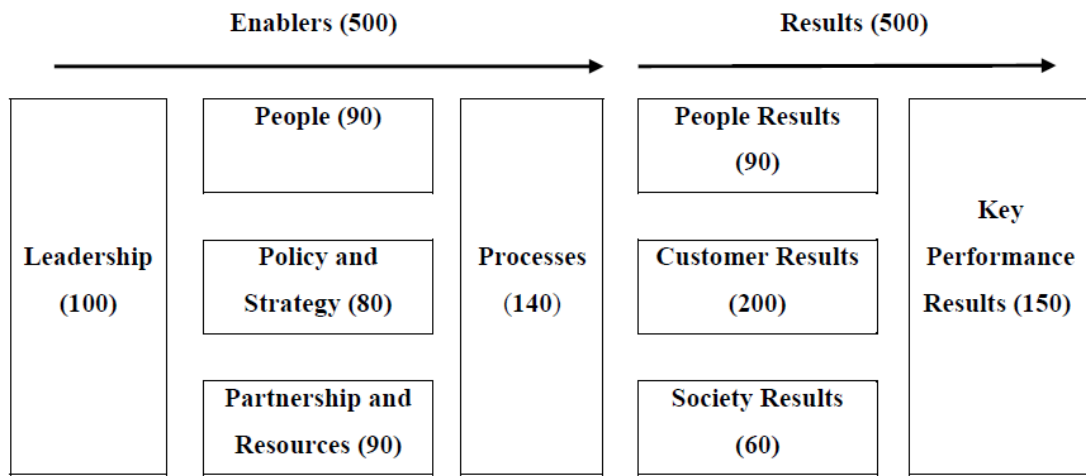 Enablers (500)
Results (500)
Leadership
(100)
People (90)
Policy and
Strategy (80)
Partnership and
Resources (90)
Processes
(140)
People Results
(90)
Customer Results
(200)
Society Results
(60)
Key
Performance
Results (150)